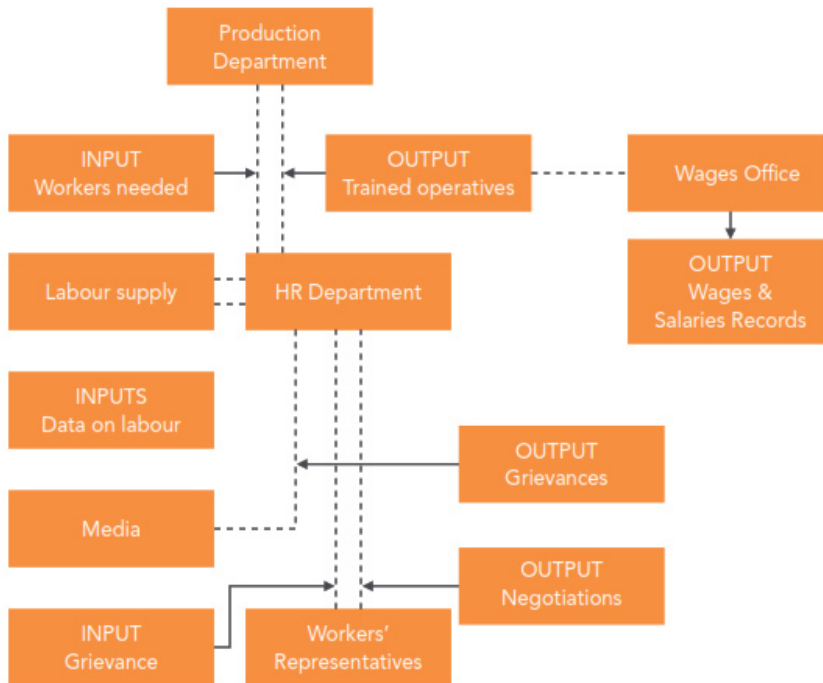 Production
Department
INPUT
Workers needed
OUTPUT
Trained operatives
Wages Office
Labour supply
HR Department
OUTPUT
Wages &
Salaries Records
INPUTS
Data on labour
OUTPUT
Grievances
Media
OUTPUT
Negotiations
INPUT
Grievance
Workers’
Representatives